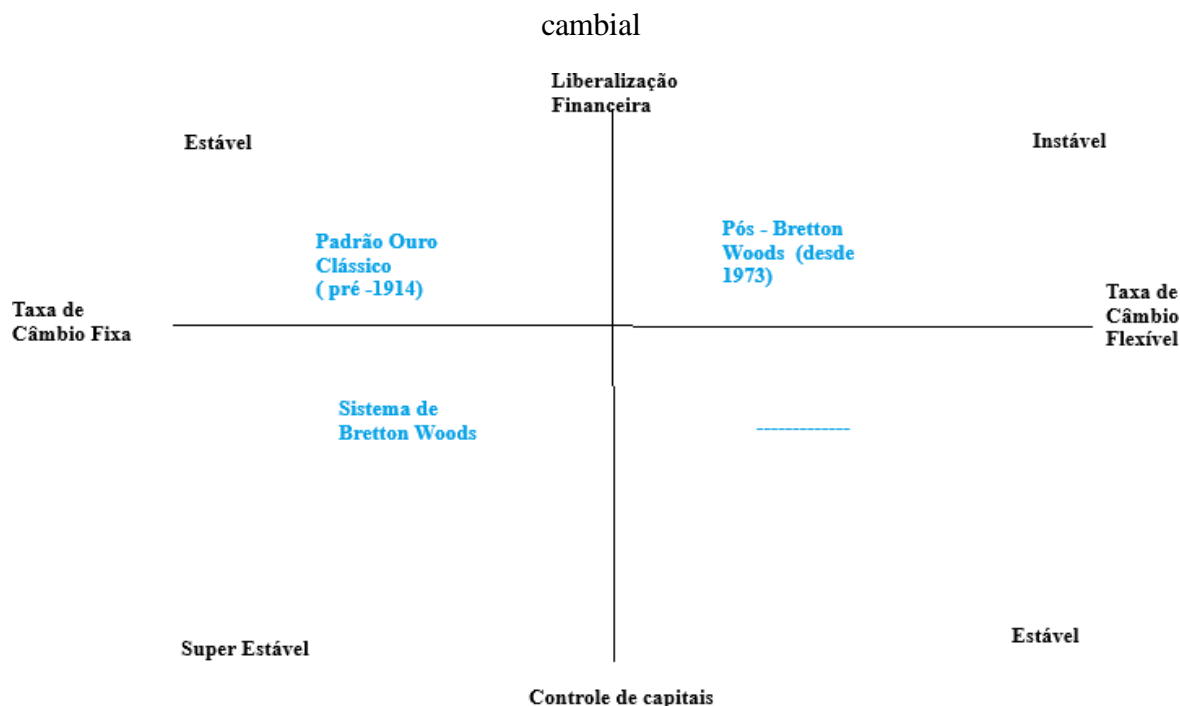 cambial
Liberalização
Financeira
Estável
Instável
Padrão Ouro
Clássico
( pré -1914)
Pós - Bretton
Woods (desde
1973)
Taxa de
Câmbio Fixa
Taxa de
Câmbio
Flexível
Sistema de
Bretton Woods
-------------
Super Estável
Estável
Controle de capitais